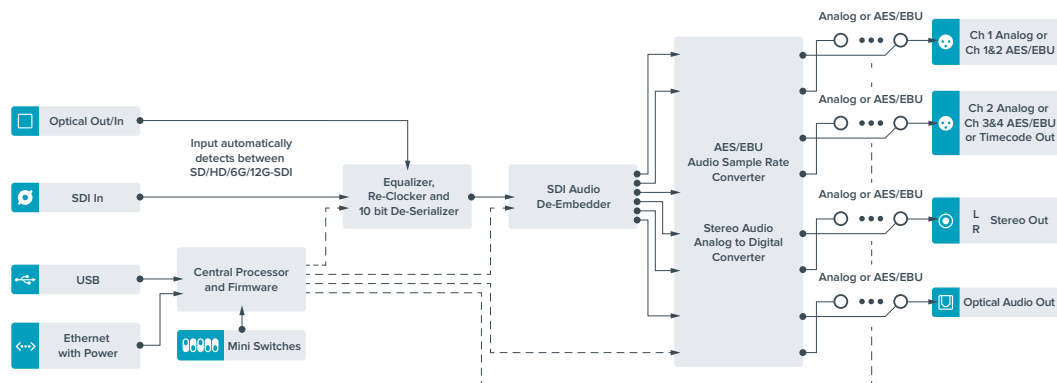 Analog or AES/EBU
Ch 1 Analog or
Ch 1&2 AES/EBU
Optical Out/In
Input automatically
detects between
SD/HD/6G/12G-SDI
Analog or AES/EBU
Ch 2 Analog or
Ch 3&4 AES/EBU
or Timecode Out
AES/EBU
Audio Sample Rate
Converter
SDI In
Equalizer,
Re-Clocker and
10 bit De-Serializer
SDI Audio
De-Embedder
Analog or AES/EBU
L
R
Stereo Out
Stereo Audio
Analog to Digital
Converter
USB
Central Processor
and Firmware
Analog or AES/EBU
Optical Audio Out
Ethernet
with Power
Mini Switches